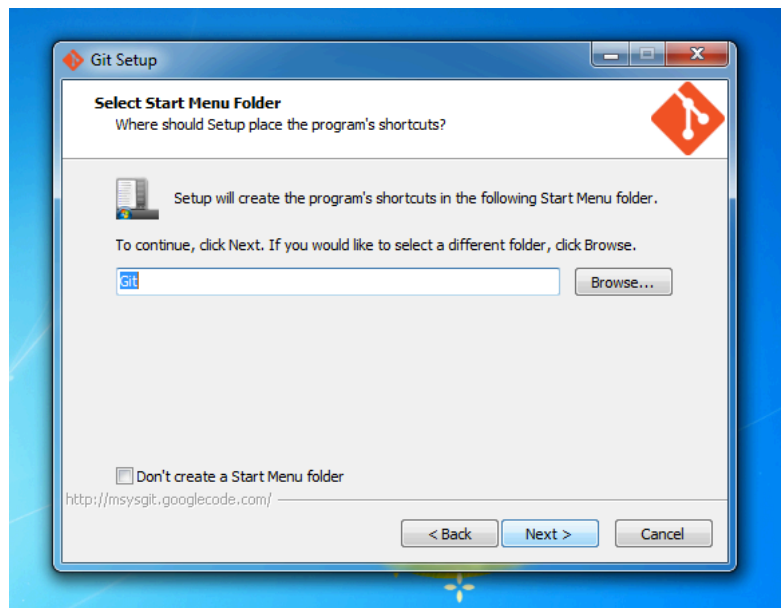 Git Setup
Select Start Menu Folder
Where should Setup place the program's shortcuts?
Setup will create the program's shortcuts in the following Start Menu folder.
To continue, click Next. If you would like to select a different folder, click Browse.
Git
Browse...
Don't create a Start Menu folder
http://msysgit.googlecode.com/
< Back
Next >
Cancel